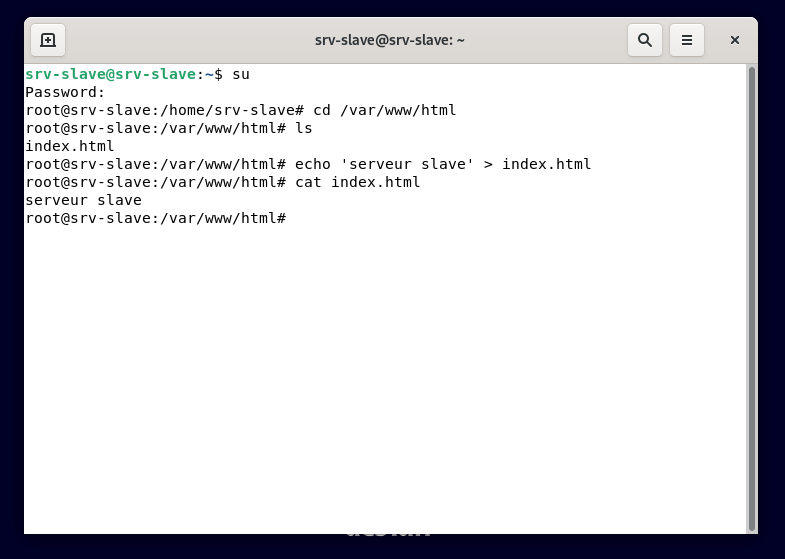 srv-slave@srv-slave: ~
srv-slave@srv-slave:~$ su
Password:
root@srv-slave:/home/srv-slave# cd /var/www/html
root@srv-slave:/var/www/html# ls
index.html
root@srv-slave:/var/www/html# echo 'serveur slave' > index.html
root@srv-slave:/var/www/html# cat index.html
serveur slave
root@srv-slave:/var/www/html#